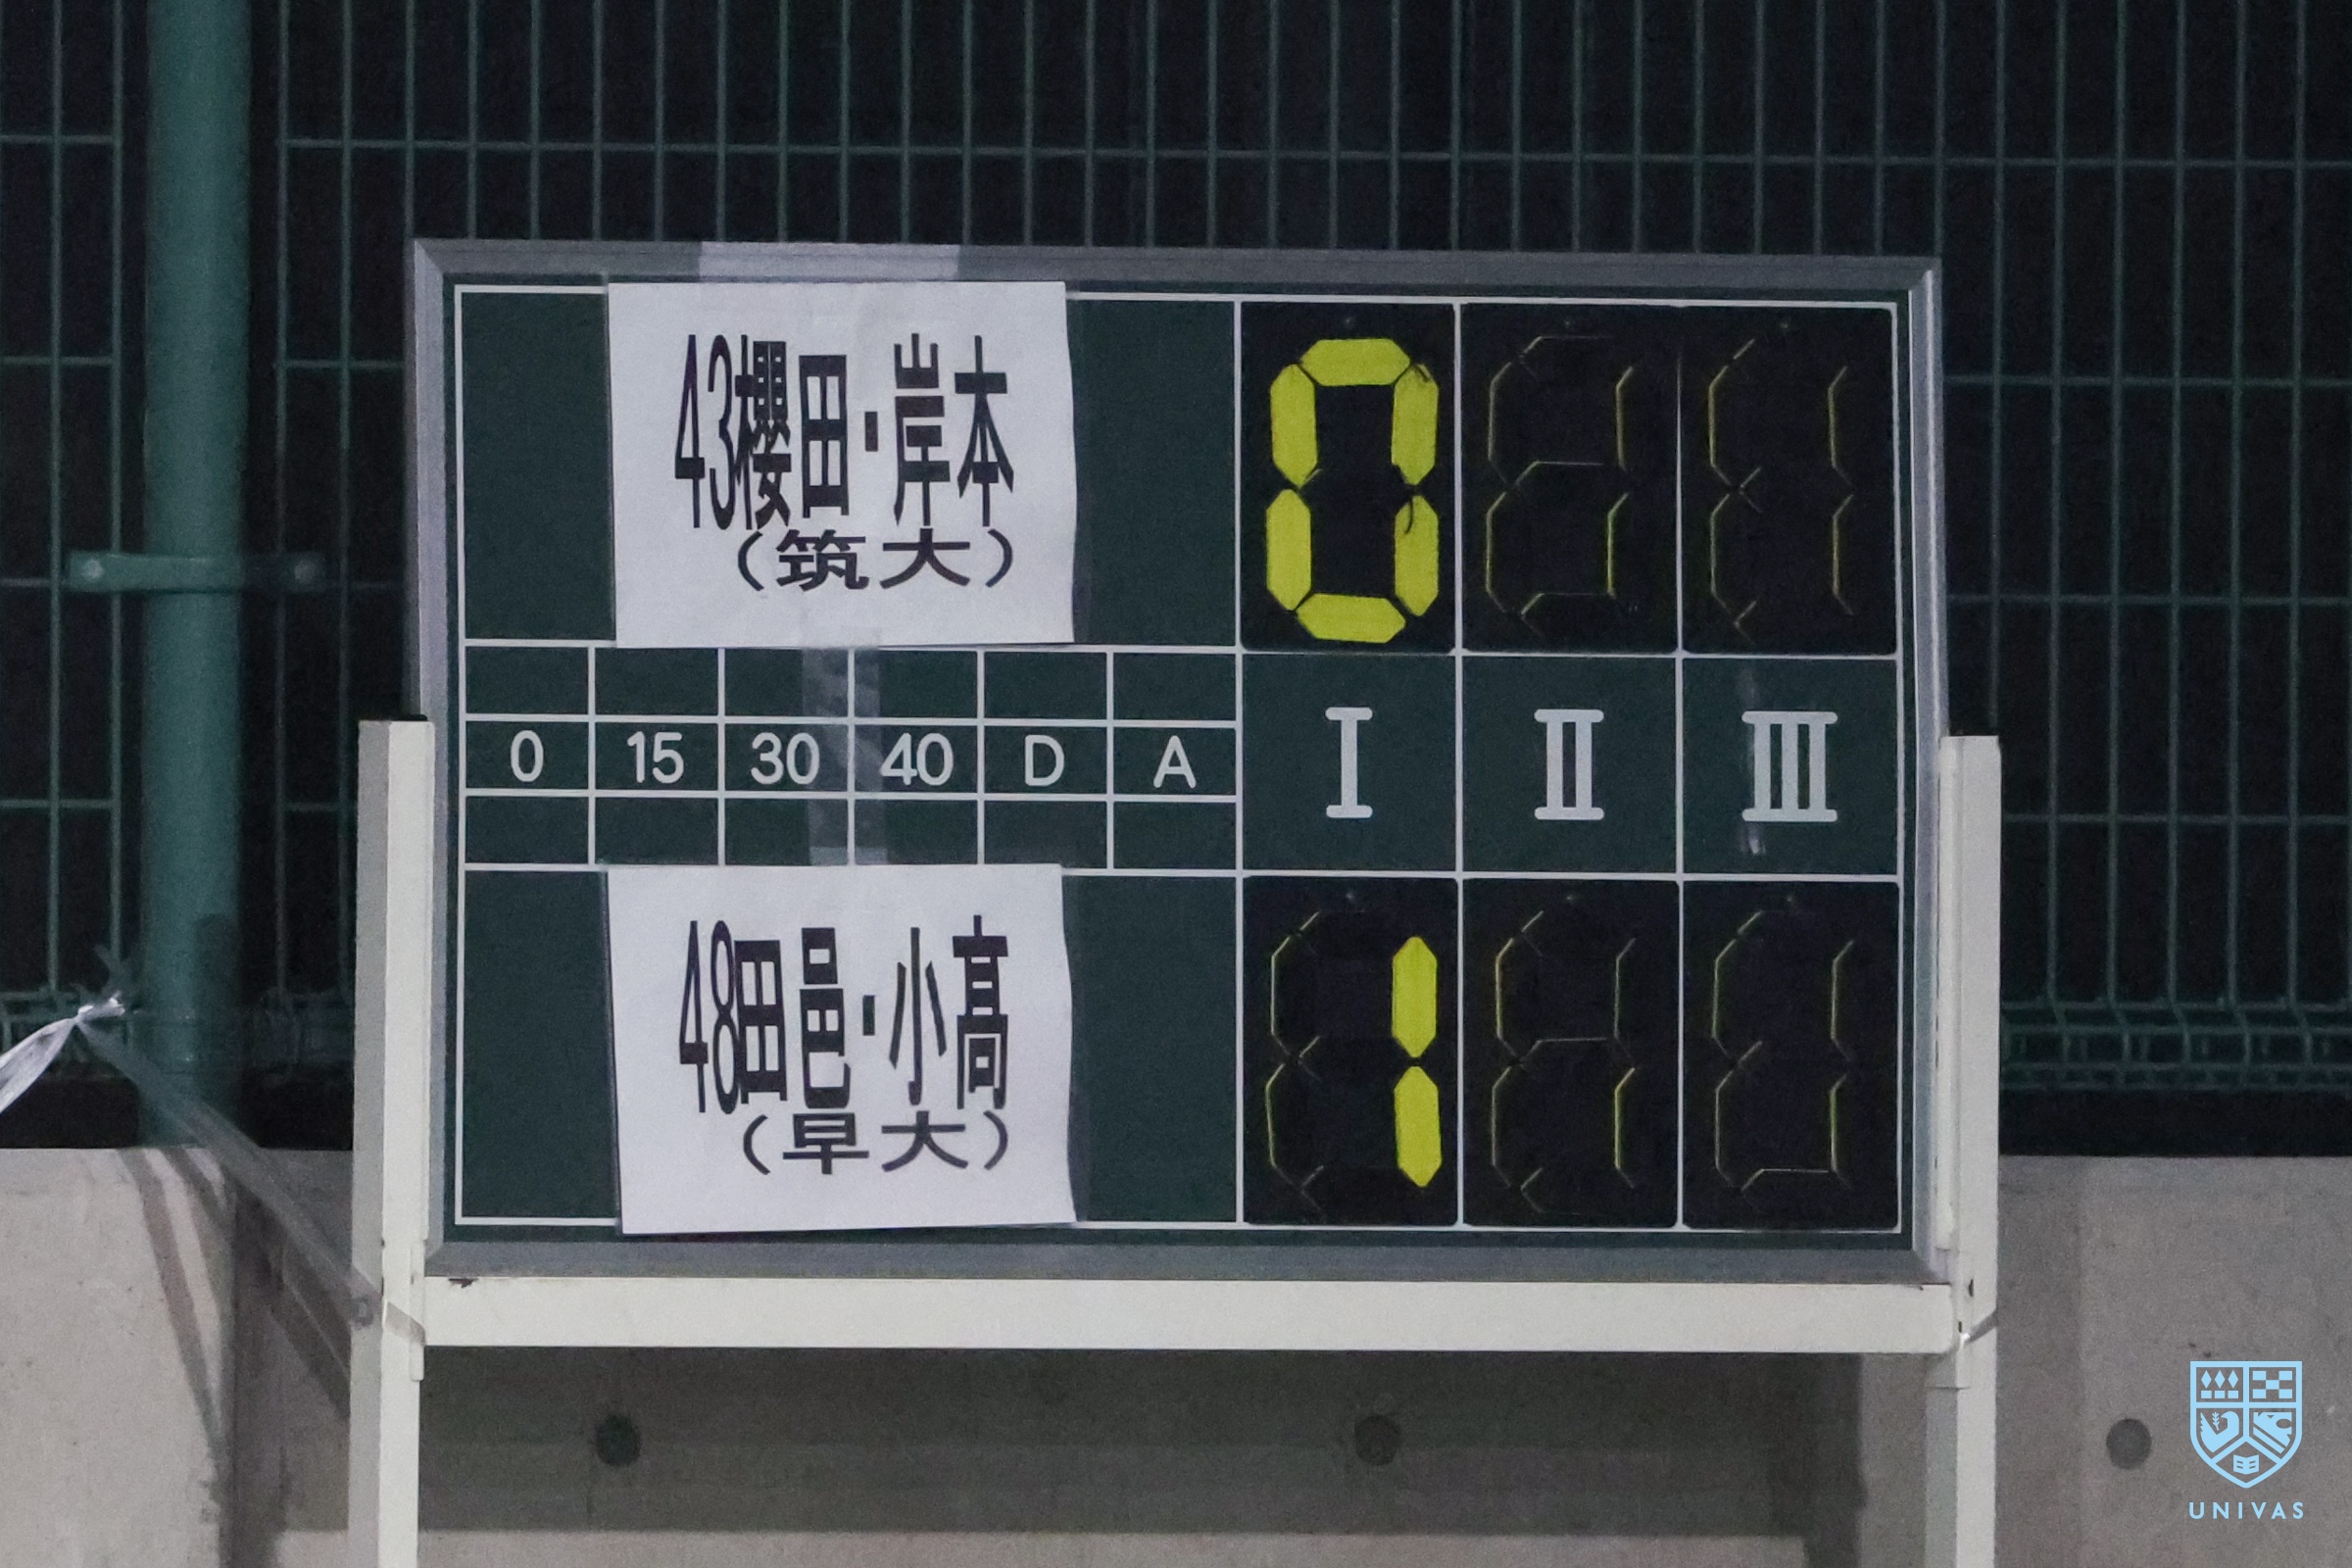 43櫻田・岸本
（筑大）
0
0 15 30 40 D A
I II III
48田邑・小髙
（早大）
1
UNIVAS